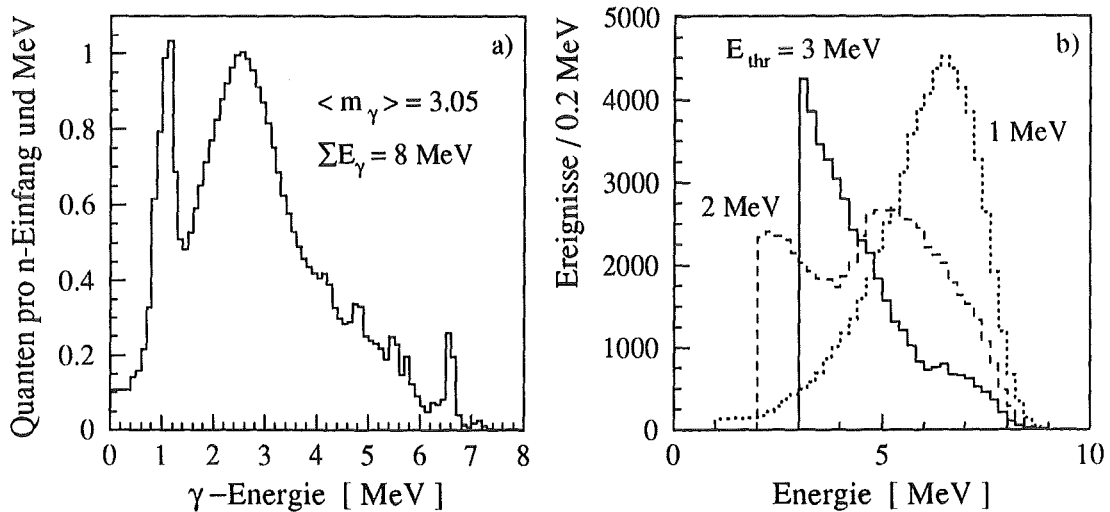 a)
< m_γ > = 3.05
ΣE_γ = 8 MeV
Quanten pro n-Einfang und MeV
1
0.8
0.6
0.4
0.2
0
0 1 2 3 4 5 6 7 8
γ-Energie [ MeV ]
b)
E_thr = 3 MeV
1 MeV
2 MeV
Ereignisse / 0.2 MeV
5000
4000
3000
2000
1000
0
0 5 10
Energie [ MeV ]